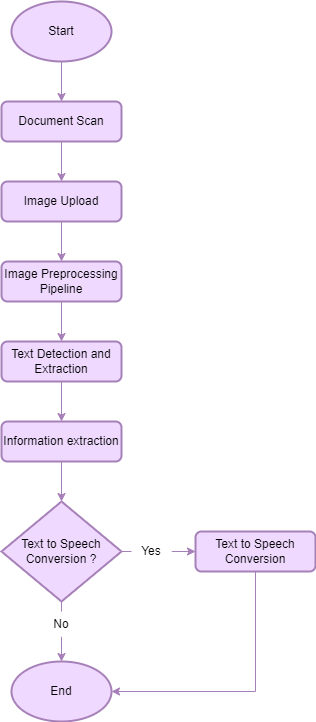 Start
Document Scan
Image Upload
Image Preprocessing
Pipeline
Text Detection and
Extraction
Information extraction
Text to Speech
Conversion ?
Yes
Text to Speech
Conversion
No
End